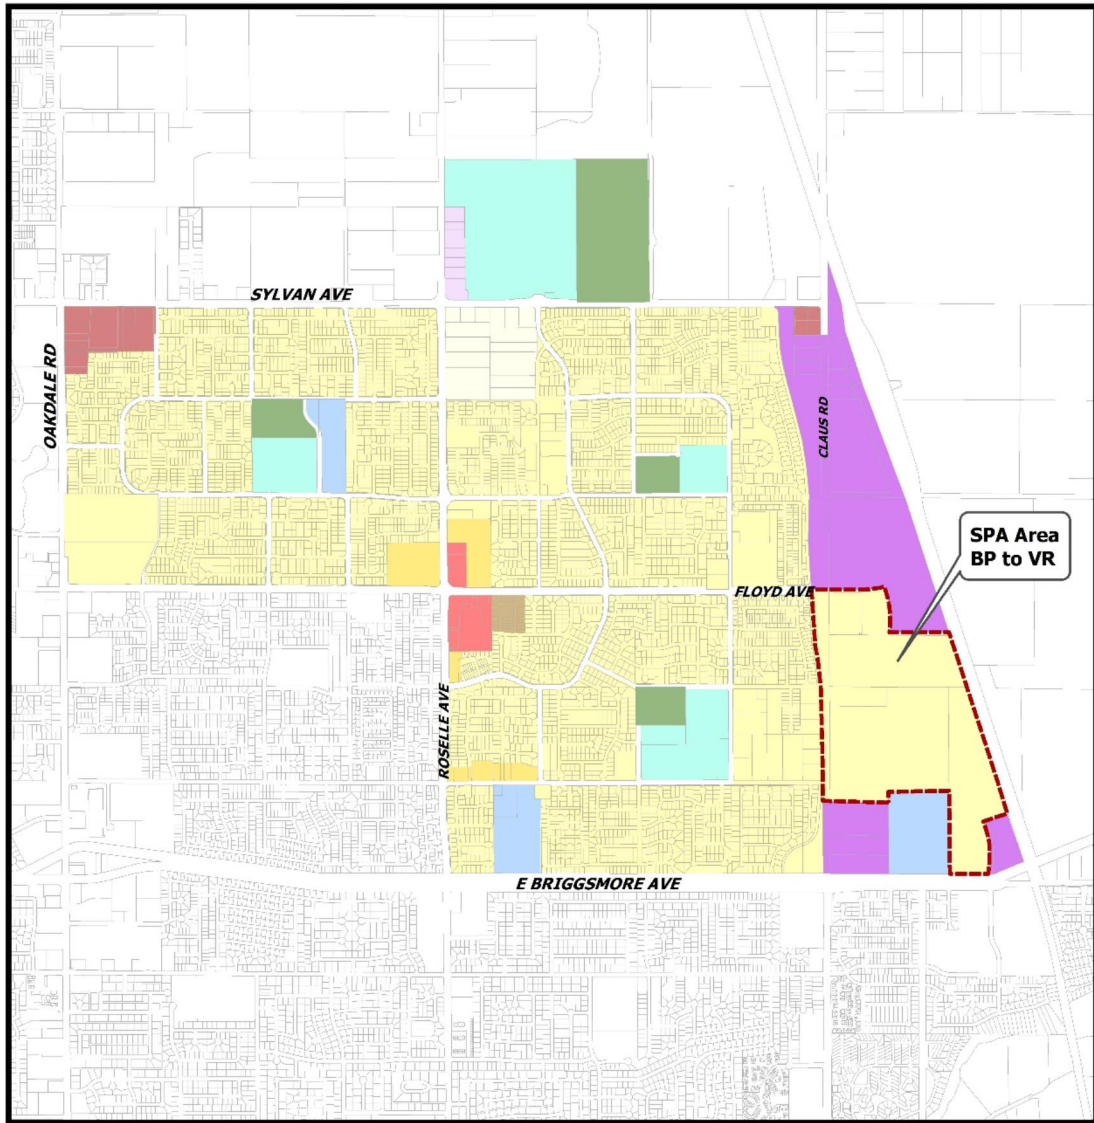 SYLVAN AVE
OAKDALE RD
CLAUS RD
SPA Area
BP to VR
FLOYD AVE
ROSELLE AVE
E BRIGGSMORE AVE